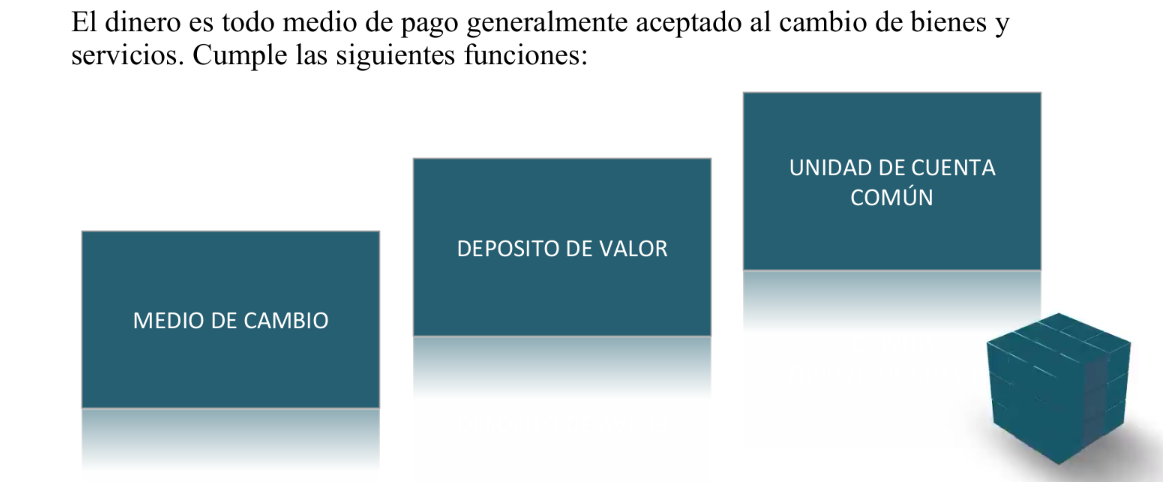 El dinero es todo medio de pago generalmente aceptado al cambio de bienes y
servicios. Cumple las siguientes funciones:
MEDIO DE CAMBIO
DEPOSITO DE VALOR
UNIDAD DE CUENTA
COMÚN